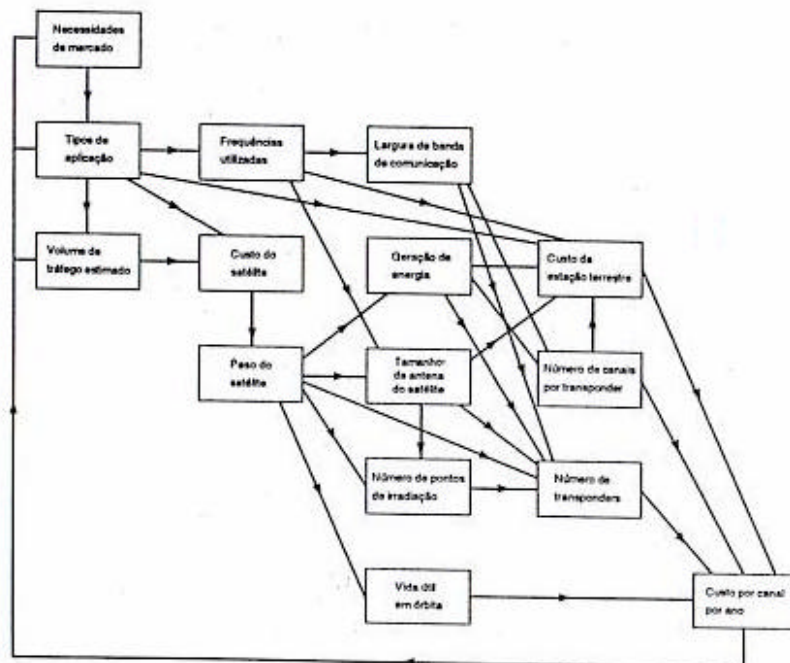 Necessidades
de mercado
Tipos de
aplicação
Frequências
utilizadas
Largura de banda
de comunicação
Volume de
tráfego estimado
Custo do
satélite
Geração de
energia
Custo da
estação terrestre
Peso do
satélite
Tamanhor
da antena
do satélite
Número de canais
por transponder
Número de pontos
de irradiação
Número de
transponders
Vida útil
em órbita
Custo por canal
por ano